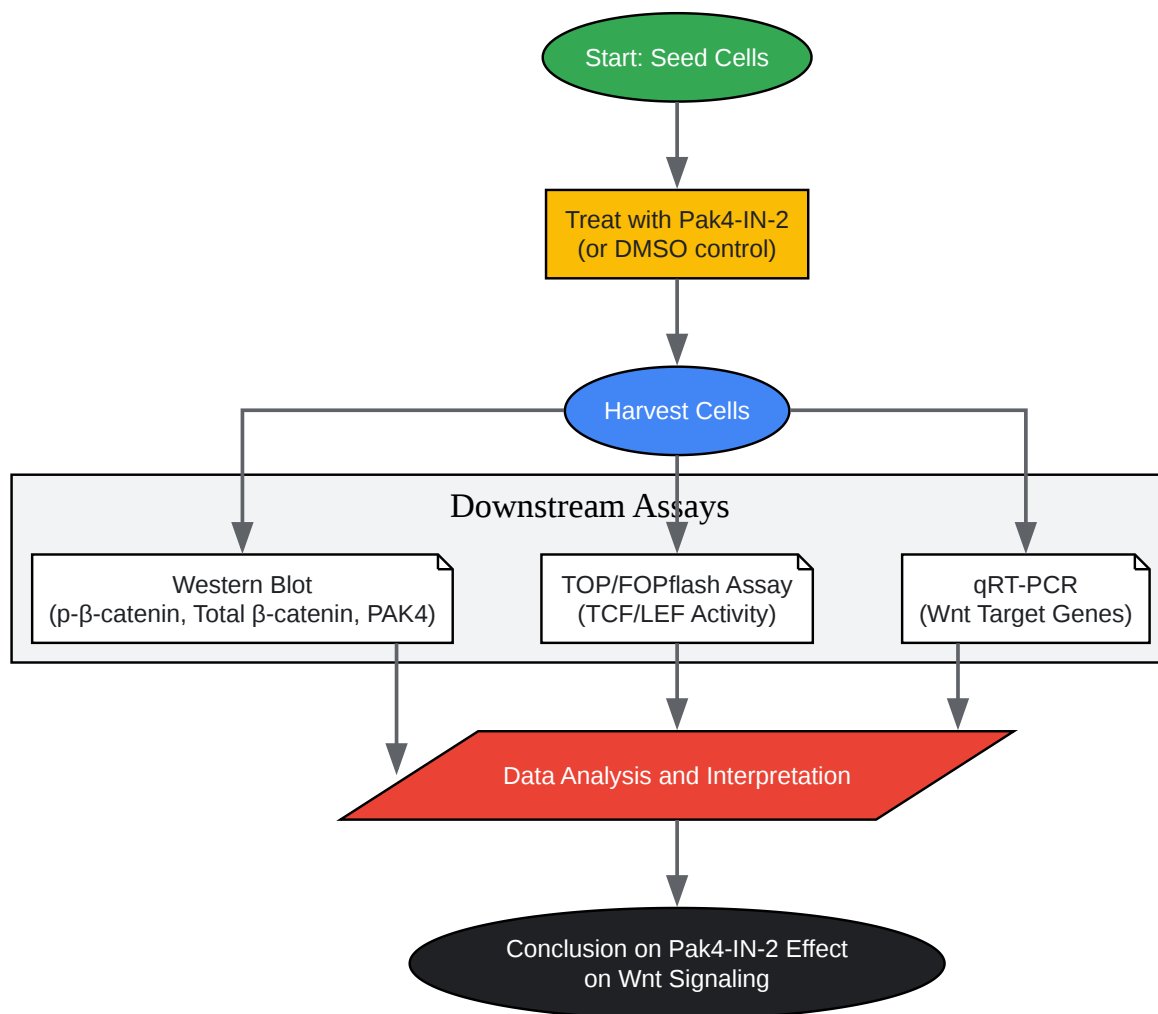 Start: Seed Cells
Treat with Pak4-IN-2
(or DMSO control)
Harvest Cells
Downstream Assays
Western Blot
(p-β-catenin, Total β-catenin, PAK4)
TOP/FOPflash Assay
(TCF/LEF Activity)
qRT-PCR
(Wnt Target Genes)
Data Analysis and Interpretation
Conclusion on Pak4-IN-2 Effect
on Wnt Signaling